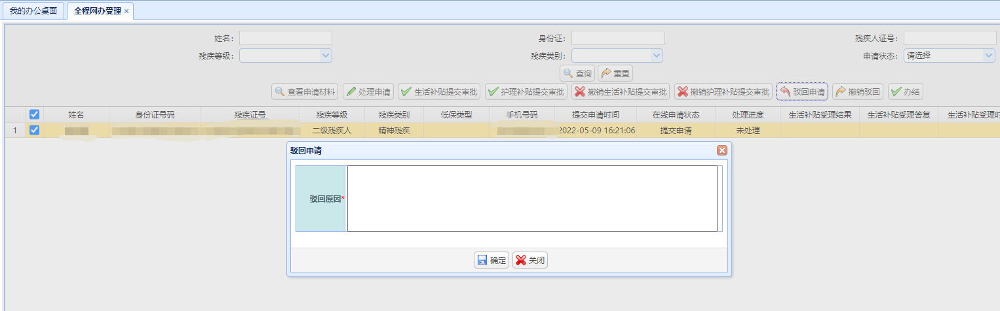 我的办公桌面 全程网办受理
姓名： 身份证： 残疾人证号：
残疾等级： 残疾类别： 申请状态： 请选择
查询 重置
查看申请材料 处理申请 生活补贴提交审批 护理补贴提交审批 撤销生活补贴提交审批 撤销护理补贴提交审批 驳回申请 撤销驳回 办结
姓名 身份证号码 残疾证号 残疾等级 残疾类别 低保类型 手机号码 提交申请时间 在线申请状态 处理进度 生活补贴受理结果 生活补贴受理答复 生活补贴受理时
1 二级残疾人 精神残疾 2022-05-09 16:21:06 提交申请 未处理
驳回申请
驳回原因*
确定 关闭